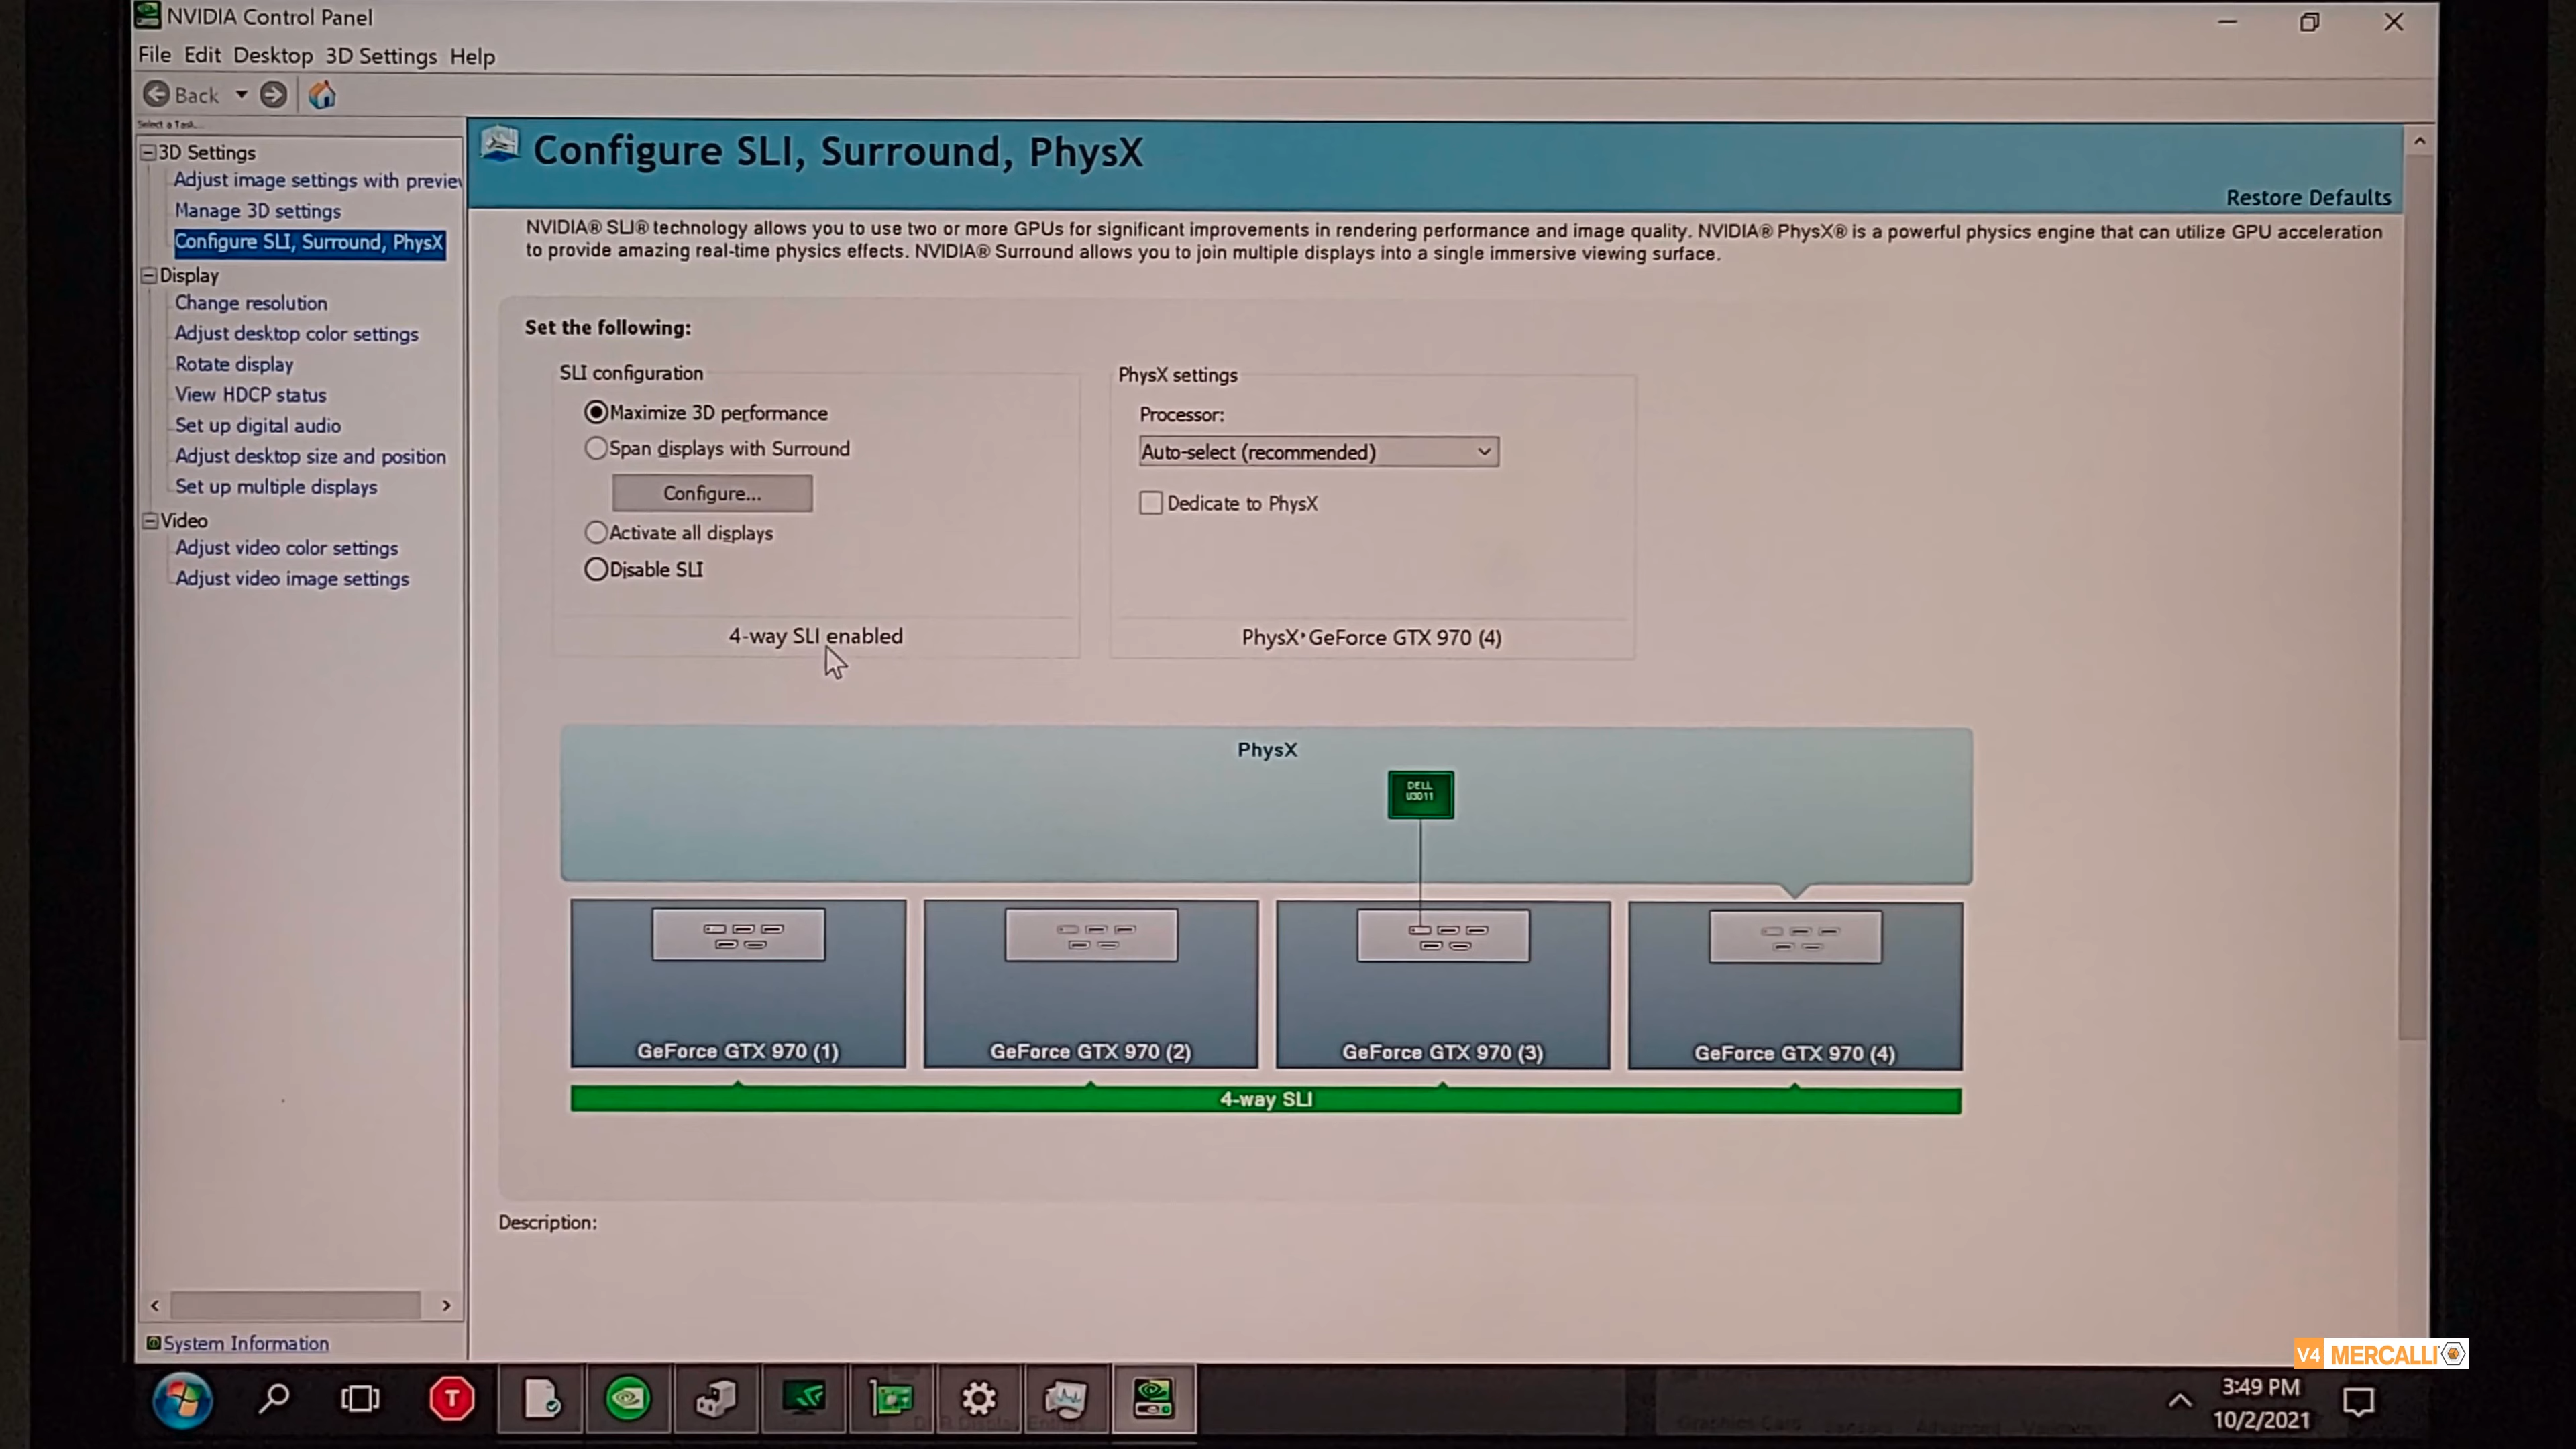 NVIDIA Control Panel
File Edit Desktop 3D Settings Help
Back
Select a Task...
3D Settings
Adjust image settings with preview
Manage 3D settings
Configure SLI, Surround, PhysX
Display
Change resolution
Adjust desktop color settings
Rotate display
View HDCP status
Set up digital audio
Adjust desktop size and position
Set up multiple displays
Video
Adjust video color settings
Adjust video image settings
System Information
Configure SLI, Surround, PhysX
Restore Defaults
NVIDIA® SLI® technology allows you to use two or more GPUs for significant improvements in rendering performance and image quality. NVIDIA® PhysX® is a powerful physics engine that can utilize GPU acceleration
to provide amazing real-time physics effects. NVIDIA® Surround allows you to join multiple displays into a single immersive viewing surface.
Set the following:
SLI configuration
Maximize 3D performance
Span displays with Surround
Configure...
Activate all displays
Disable SLI
4-way SLI enabled
PhysX settings
Processor:
Auto-select (recommended)
Dedicate to PhysX
PhysX‣GeForce GTX 970 (4)
PhysX
DELL
U3011
GeForce GTX 970 (1)
GeForce GTX 970 (2)
GeForce GTX 970 (3)
GeForce GTX 970 (4)
4-way SLI
Description:
V4 MERCALLI
T
3:49 PM
10/2/2021